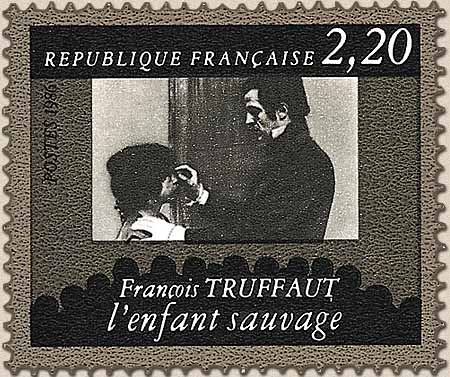 REPUBLIQUE FRANÇAISE 2,20
POSTES 1986
François TRUFFAUT
l'enfant sauvage